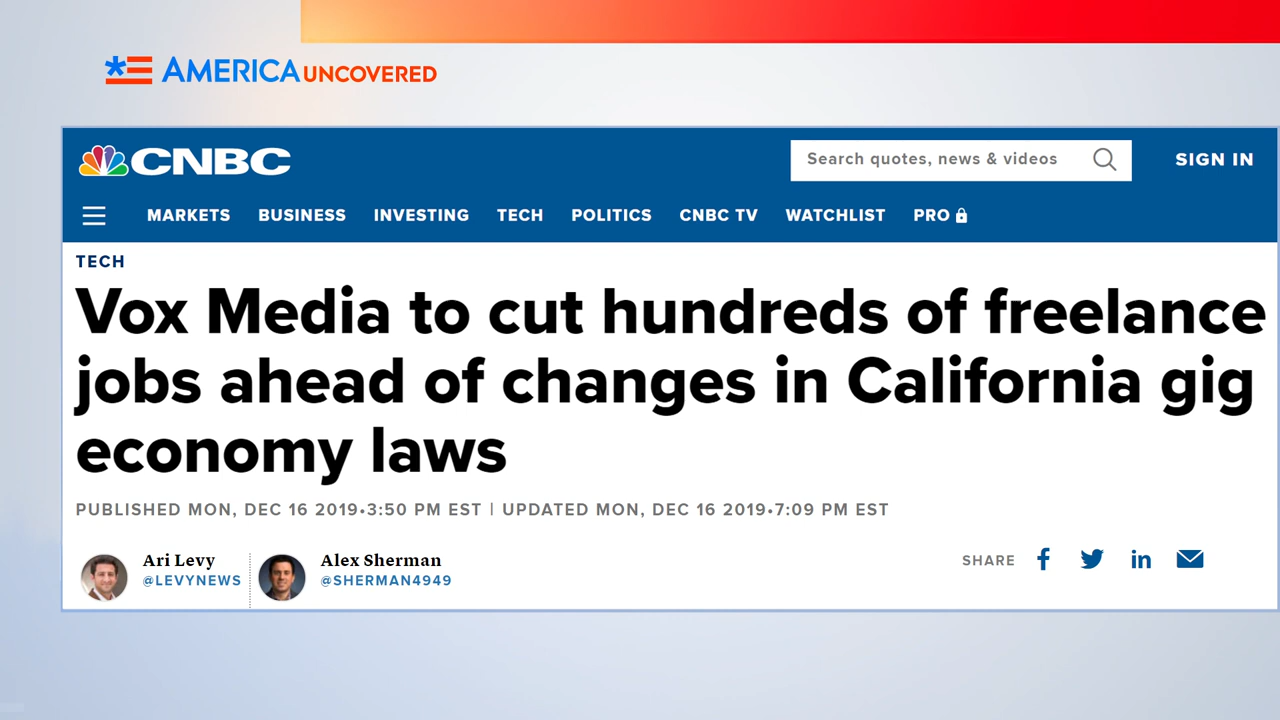 AMERICA UNCOVERED
CNBC
Search quotes, news & videos
SIGN IN
MARKETS BUSINESS INVESTING TECH POLITICS CNBC TV WATCHLIST PRO
TECH
Vox Media to cut hundreds of freelance
jobs ahead of changes in California gig
economy laws
PUBLISHED MON, DEC 16 2019•3:50 PM EST | UPDATED MON, DEC 16 2019•7:09 PM EST
Ari Levy
@LEVYNEWS
Alex Sherman
@SHERMAN4949
SHARE